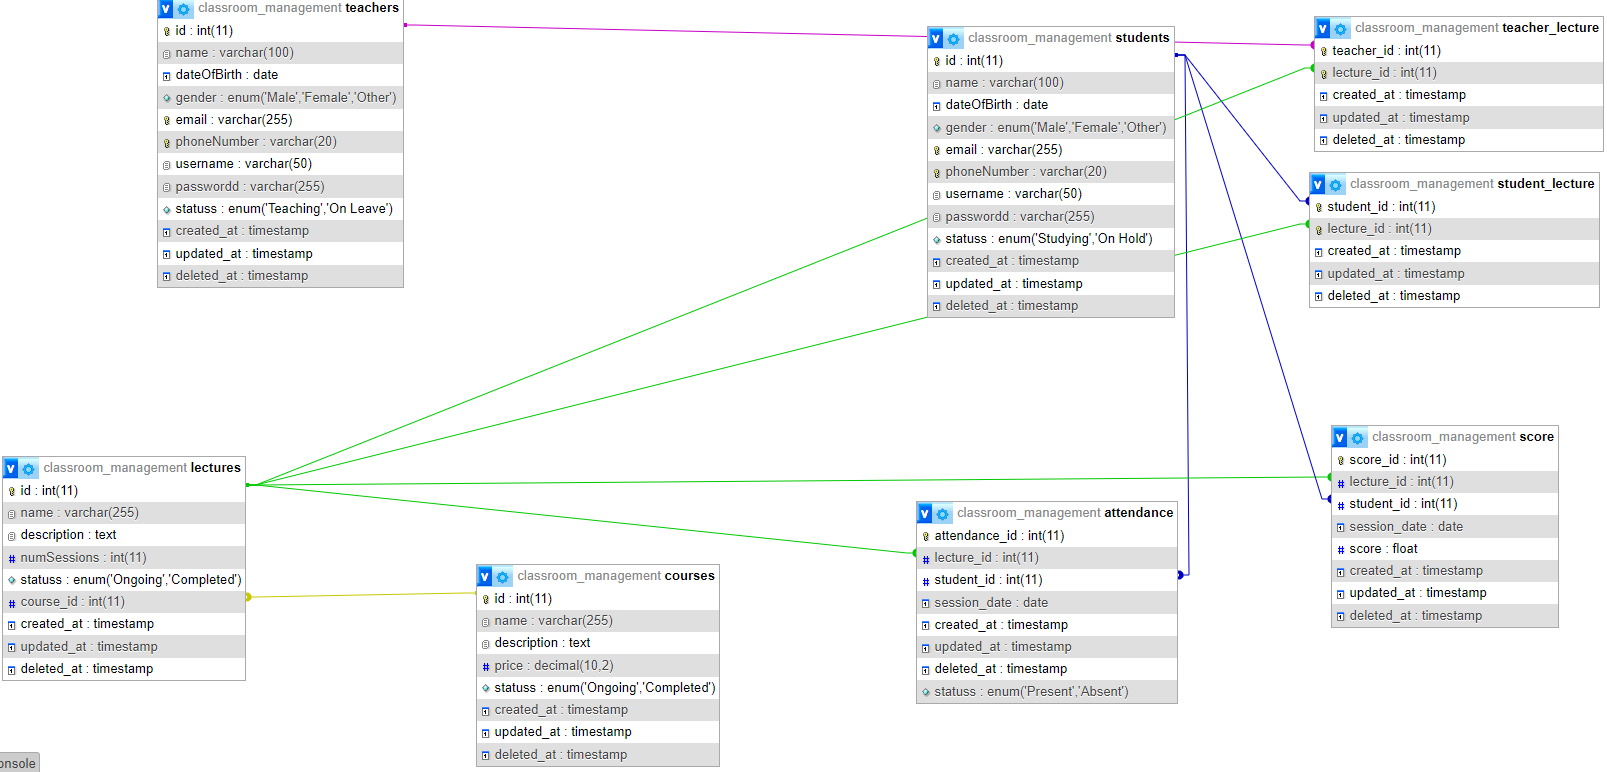 classroom_management teachers
id : int(11)
name : varchar(100)
dateOfBirth : date
gender : enum('Male','Female','Other')
email : varchar(255)
phoneNumber : varchar(20)
username : varchar(50)
passwordd : varchar(255)
statuss : enum('Teaching','On Leave')
created_at : timestamp
updated_at : timestamp
deleted_at : timestamp
classroom_management students
id : int(11)
name : varchar(100)
dateOfBirth : date
gender : enum('Male','Female','Other')
email : varchar(255)
phoneNumber : varchar(20)
username : varchar(50)
passwordd : varchar(255)
statuss : enum('Studying','On Hold')
created_at : timestamp
updated_at : timestamp
deleted_at : timestamp
classroom_management teacher_lecture
teacher_id : int(11)
lecture_id : int(11)
created_at : timestamp
updated_at : timestamp
deleted_at : timestamp
classroom_management student_lecture
student_id : int(11)
lecture_id : int(11)
created_at : timestamp
updated_at : timestamp
deleted_at : timestamp
classroom_management lectures
id : int(11)
name : varchar(255)
description : text
numSessions : int(11)
statuss : enum('Ongoing','Completed')
course_id : int(11)
created_at : timestamp
updated_at : timestamp
deleted_at : timestamp
classroom_management courses
id : int(11)
name : varchar(255)
description : text
price : decimal(10,2)
statuss : enum('Ongoing','Completed')
created_at : timestamp
updated_at : timestamp
deleted_at : timestamp
classroom_management attendance
attendance_id : int(11)
lecture_id : int(11)
student_id : int(11)
session_date : date
created_at : timestamp
updated_at : timestamp
deleted_at : timestamp
statuss : enum('Present','Absent')
classroom_management score
score_id : int(11)
lecture_id : int(11)
student_id : int(11)
session_date : date
score : float
created_at : timestamp
updated_at : timestamp
deleted_at : timestamp
onsole